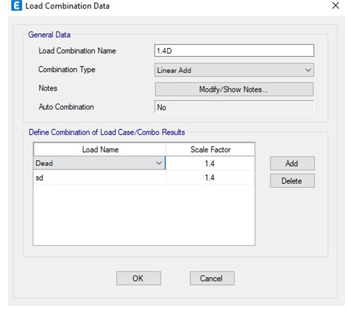 E Load Combination Data
General Data
Load Combination Name 1.4D
Combination Type Linear Add
Notes Modify/Show Notes...
Auto Combination No
Define Combination of Load Case/Combo Results
Load Name Scale Factor
Dead 1.4 Add
sd 1.4 Delete
OK Cancel